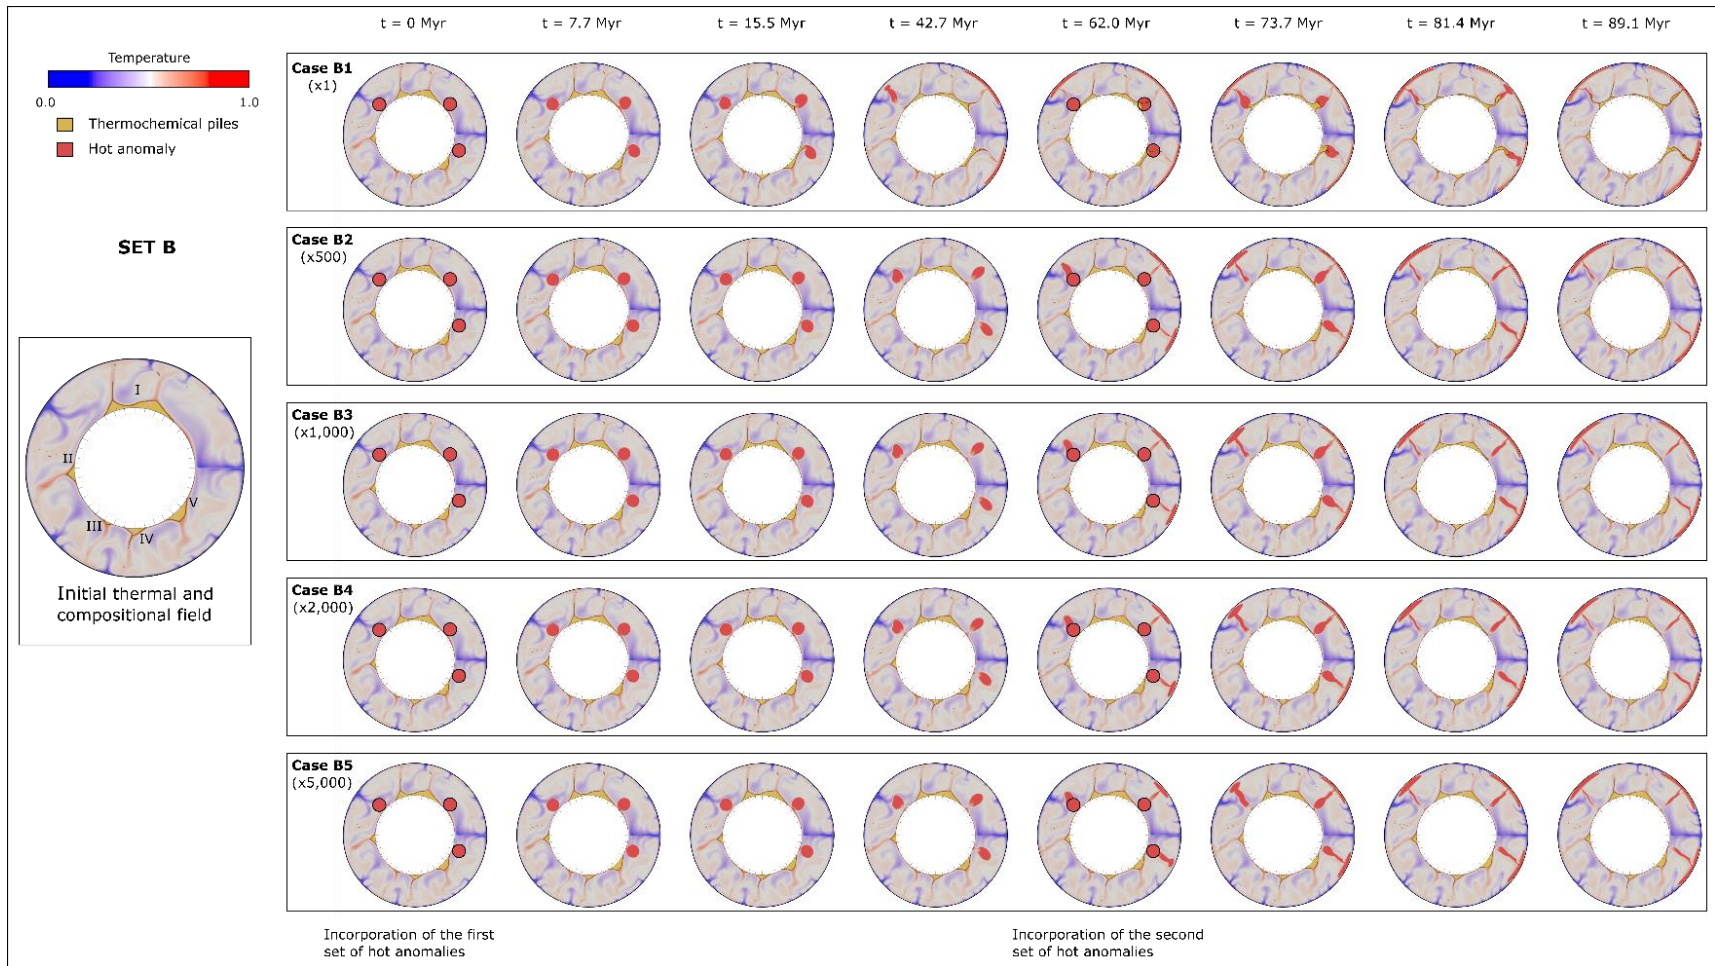 t = 0 Myr
t = 7.7 Myr
t = 15.5 Myr
t = 42.7 Myr
t = 62.0 Myr
t = 73.7 Myr
t = 81.4 Myr
t = 89.1 Myr
Temperature
0.0
1.0
Thermochemical piles
Hot anomaly
SET B
I
II
III
IV
V
Initial thermal and
compositional field
Case B1
(x1)
Case B2
(x500)
Case B3
(x1,000)
Case B4
(x2,000)
Case B5
(x5,000)
Incorporation of the first
set of hot anomalies
Incorporation of the second
set of hot anomalies